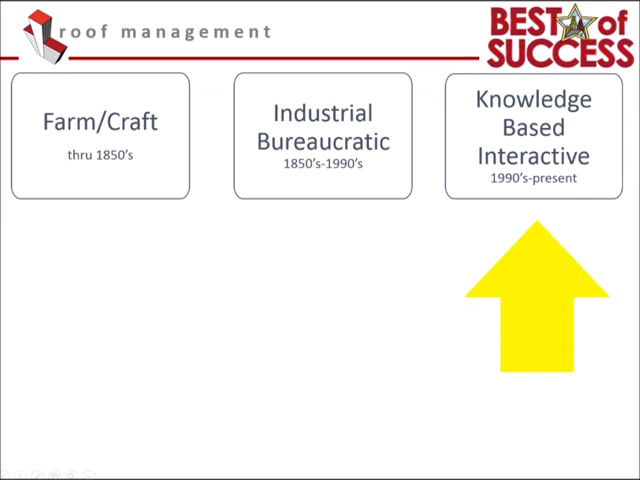 roof management
BEST of
SUCCESS
Farm/Craft
thru 1850's
Industrial
Bureaucratic
1850's-1990's
Knowledge
Based
Interactive
1990's-present